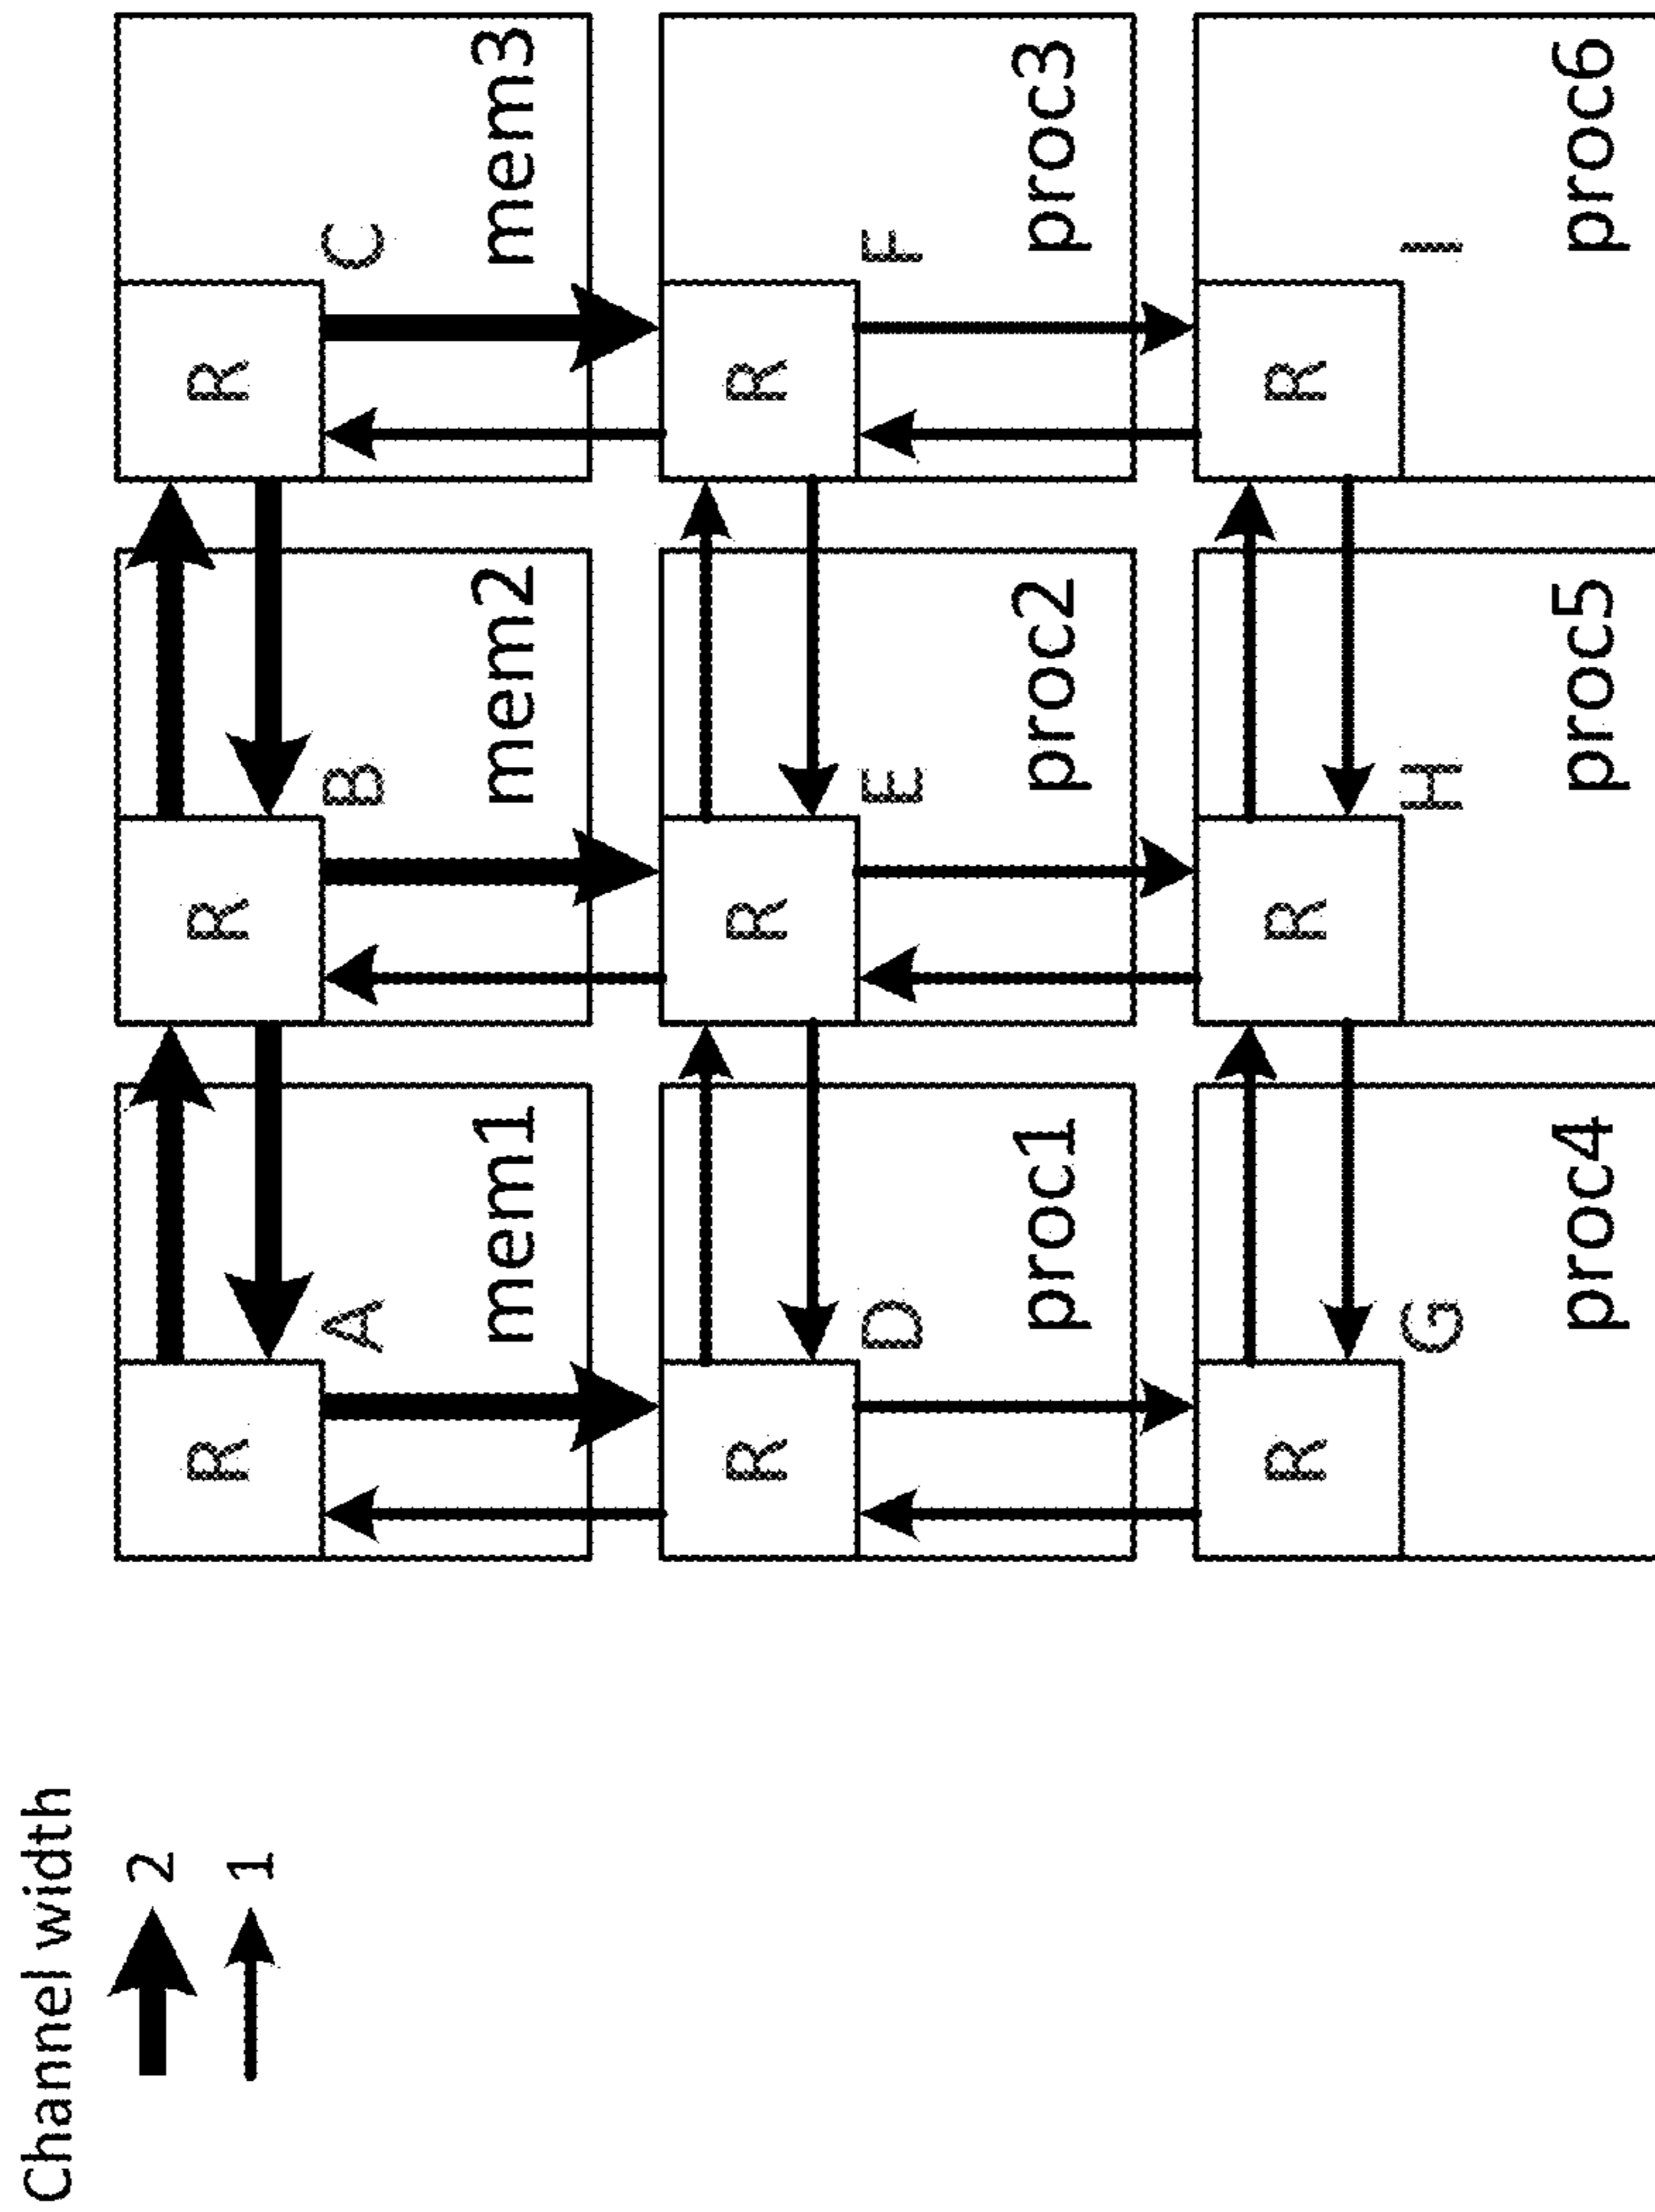 Channel width
2
1
R R R
A B C
mem1 mem2 mem3
R R R
D E F
proc1 proc2 proc3
R R R
G H I
proc4 proc5 proc6